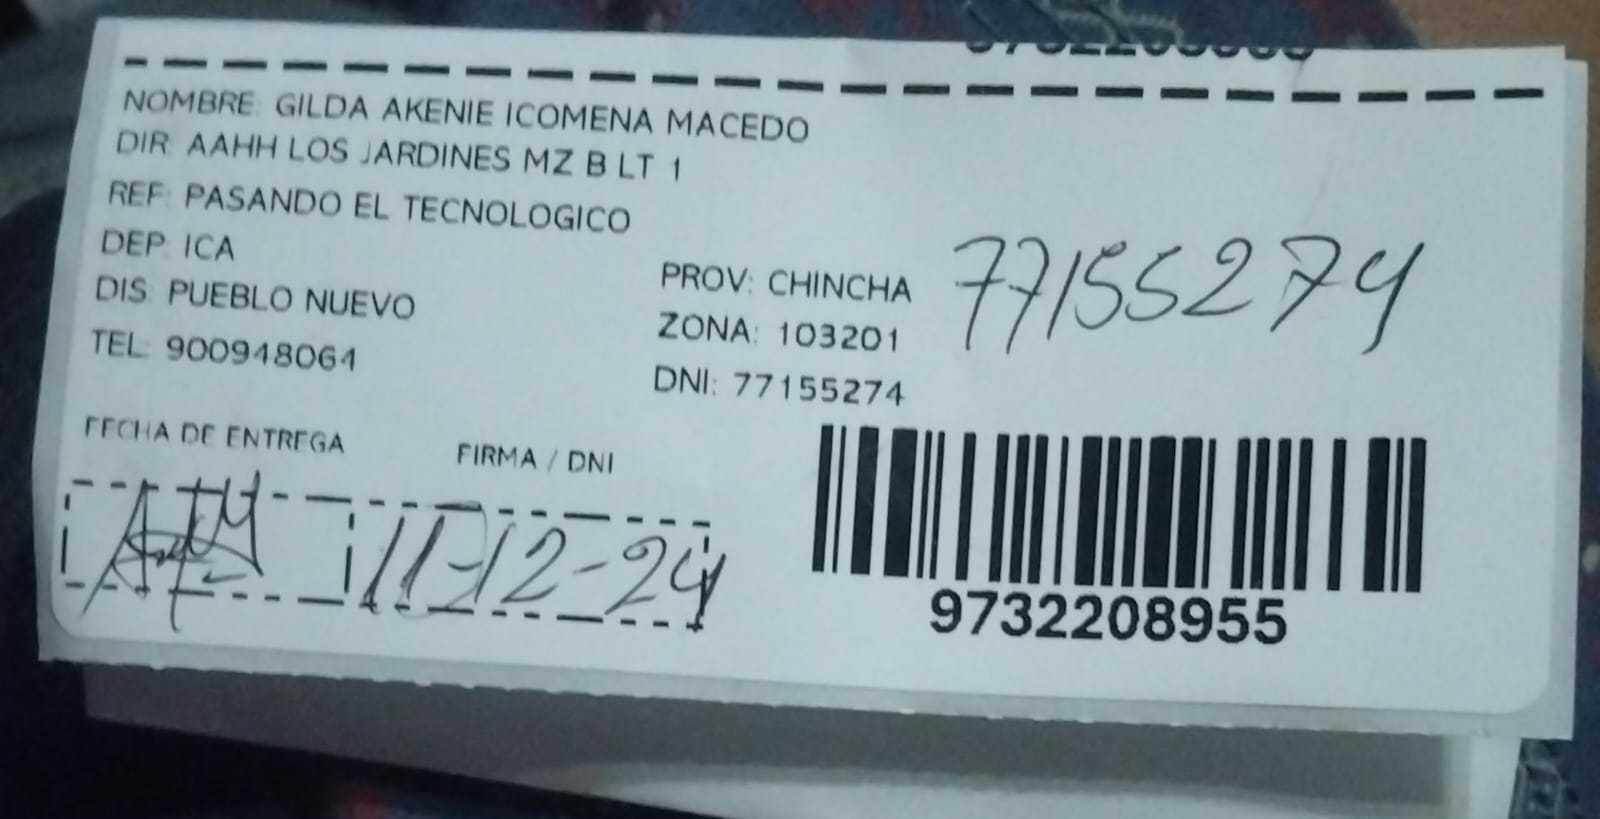 NOMBRE: GILDA AKENIE ICOMENA MACEDO
DIR: AAHH LOS JARDINES MZ B LT 1
REF: PASANDO EL TECNOLOGICO
DEP: ICA
PROV: CHINCHA
DIS: PUEBLO NUEVO
ZONA: 103201
TEL: 900948064
DNI: 77155274
77155274
FECHA DE ENTREGA
FIRMA / DNI
11-12-24
9732208955